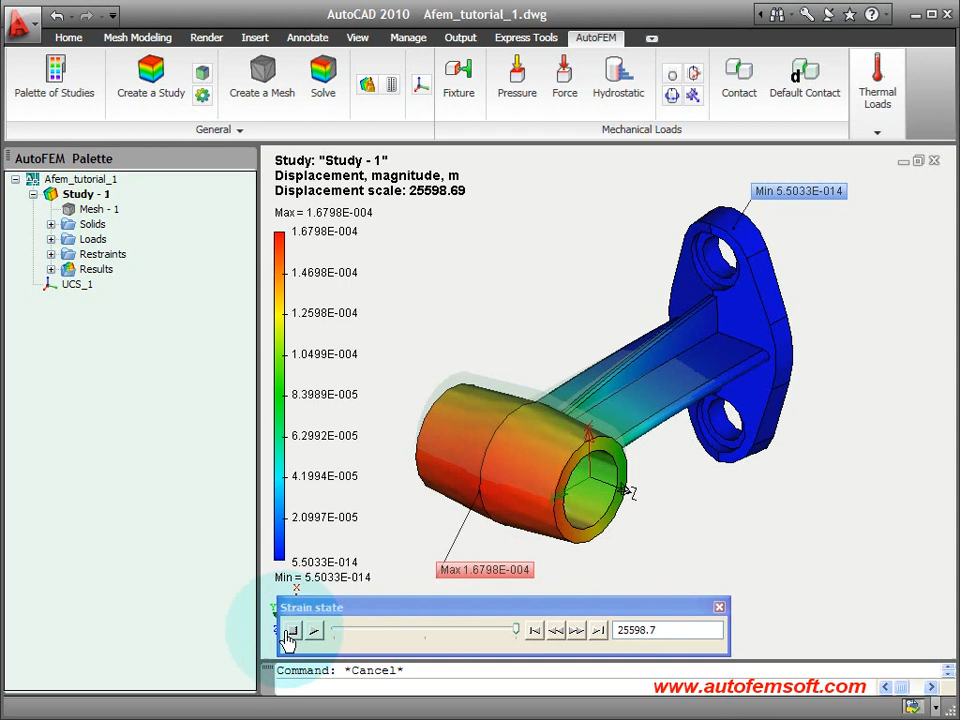 AutoCAD 2010 Afem_tutorial_1.dwg
Home Mesh Modeling Render Insert Annotate View Manage Output Express Tools AutoFEM
Palette of Studies Create a Study Create a Mesh Solve Fixture Pressure Force Hydrostatic Contact Default Contact Thermal
Loads
General Mechanical Loads
AutoFEM Palette
Afem_tutorial_1
Study - 1
Mesh - 1
Solids
Loads
Restraints
Results
UCS_1
Study: "Study - 1"
Displacement, magnitude, m
Displacement scale: 25598.69
Max = 1.6798E-004
1.6798E-004
1.4698E-004
1.2598E-004
1.0499E-004
8.3989E-005
6.2992E-005
4.1994E-005
2.0997E-005
5.5033E-014
Min = 5.5033E-014
Min 5.5033E-014
Z
Max 1.6798E-004
X
Strain state
25598.7
Command: *Cancel*
www.autofemsoft.com